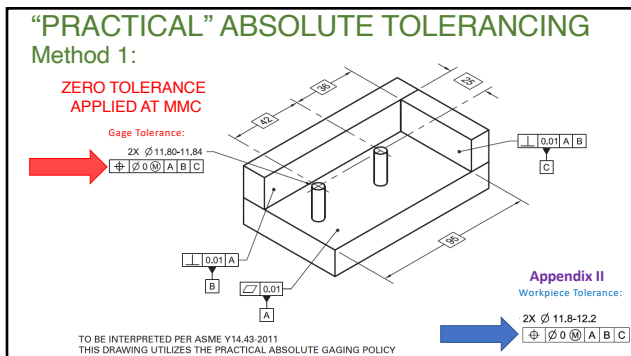 “PRACTICAL” ABSOLUTE TOLERANCING
Method 1:
ZERO TOLERANCE
APPLIED AT MMC
Gage Tolerance:
2X Ø11.80-11.84
⌖ Ø 0 Ⓜ A B C
42
36
25
⟂ 0.01 A B
C
95
⟂ 0.01 A
B
⏥ 0.01
A
Appendix II
Workpiece Tolerance:
2X Ø 11.8-12.2
⌖ Ø 0 Ⓜ A B C
TO BE INTERPRETED PER ASME Y14.43-2011
THIS DRAWING UTILIZES THE PRACTICAL ABSOLUTE GAGING POLICY